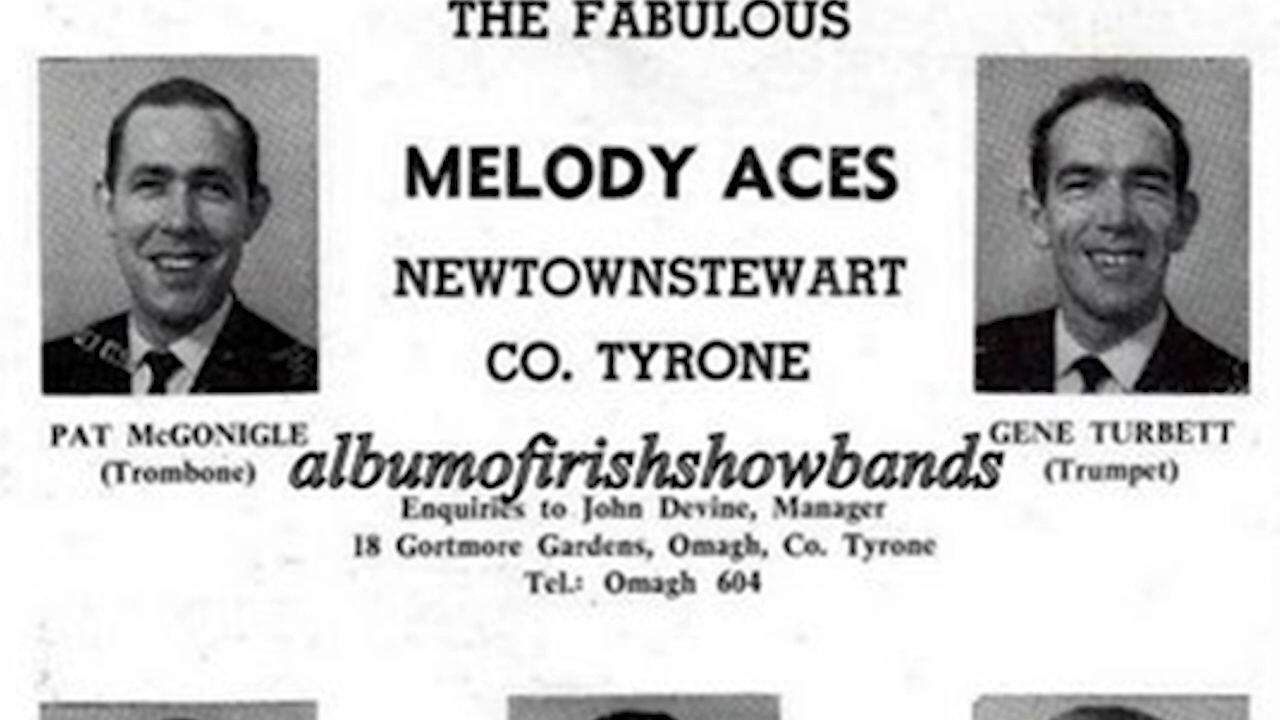 THE FABULOUS
MELODY ACES
NEWTOWNSTEWART
CO. TYRONE
PAT McGONIGLE
(Trombone)
GENE TURBETT
(Trumpet)
albumofirishshowbands
Enquiries to John Devine, Manager
18 Gortmore Gardens, Omagh, Co. Tyrone
Tel.: Omagh 604